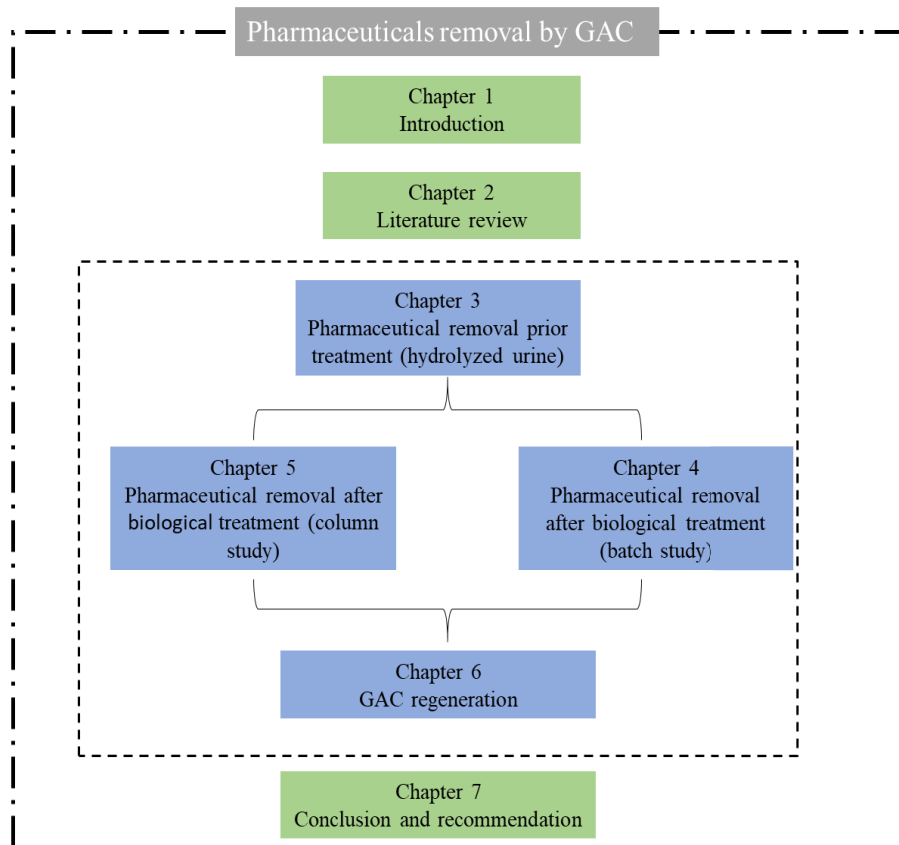 Pharmaceuticals removal by GAC
Chapter 1
Introduction
Chapter 2
Literature review
Chapter 3
Pharmaceutical removal prior
treatment (hydrolyzed urine)
Chapter 5
Pharmaceutical removal after
biological treatment (column
study)
Chapter 4
Pharmaceutical removal
after biological treatment
(batch study)
Chapter 6
GAC regeneration
Chapter 7
Conclusion and recommendation